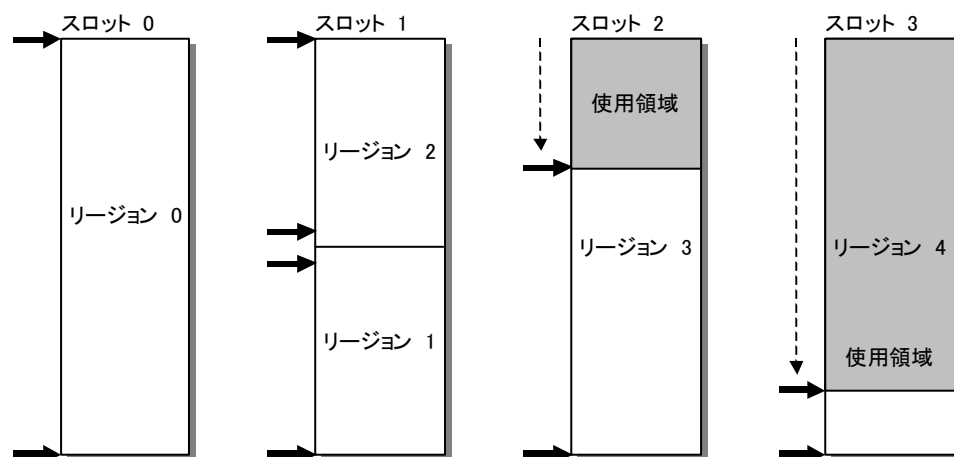 スロット 0
スロット 1
スロット 2
スロット 3
使用領域
リージョン 2
リージョン 0
リージョン 3
リージョン 4
リージョン 1
使用領域